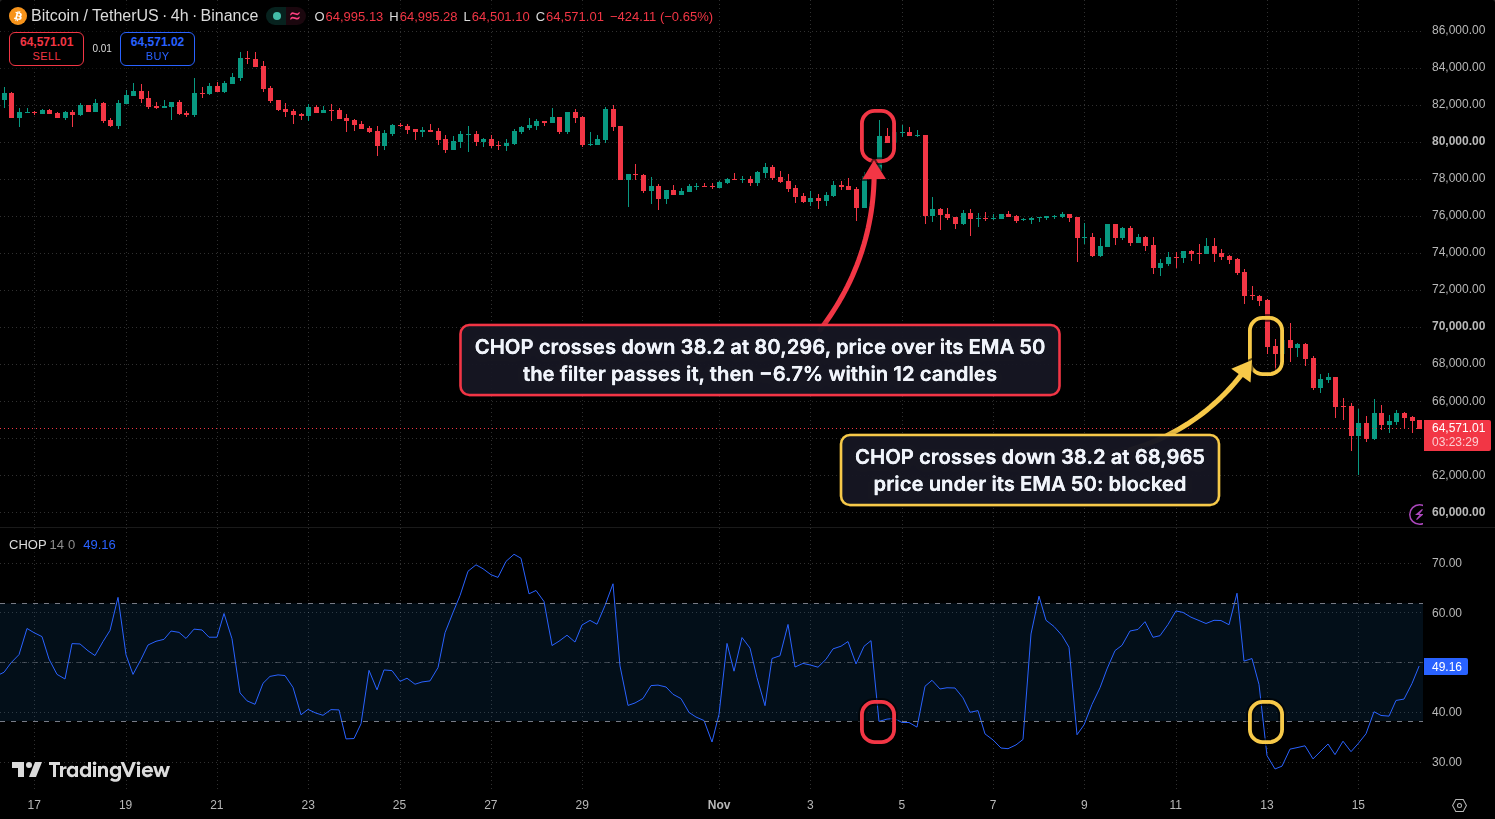 Bitcoin / TetherUS · 4h · Binance O64,995.13 H64,995.28 L64,501.10 C64,571.01 −424.11 (−0.65%)
64,571.01 SELL
0.01
64,571.02 BUY
86,000.00
84,000.00
82,000.00
80,000.00
78,000.00
76,000.00
74,000.00
72,000.00
70,000.00
68,000.00
66,000.00
64,571.01
03:23:29
62,000.00
60,000.00
CHOP crosses down 38.2 at 80,296, price over its EMA 50
the filter passes it, then −6.7% within 12 candles
CHOP crosses down 38.2 at 68,965
price under its EMA 50: blocked
CHOP 14 0 49.16
70.00
60.00
49.16
40.00
30.00
TradingView
17 19 21 23 25 27 29 Nov 3 5 7 9 11 13 15